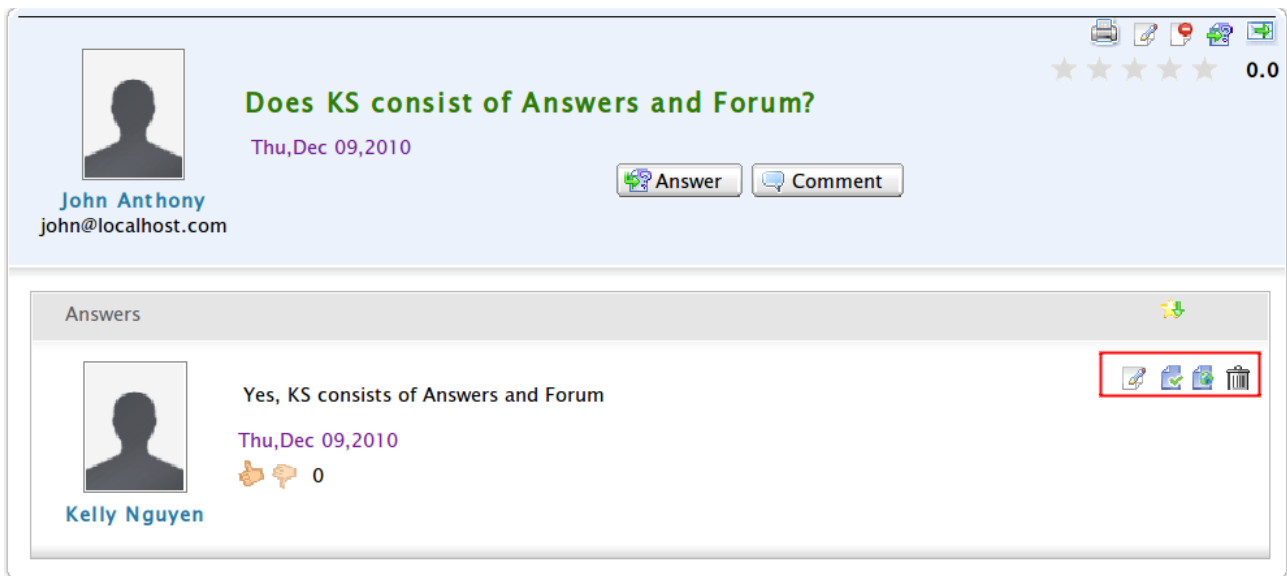 0.0
Does KS consist of Answers and Forum?
Thu,Dec 09,2010
Answer Comment
John Anthony
john@localhost.com
Answers
Yes, KS consists of Answers and Forum
Thu,Dec 09,2010
0
Kelly Nguyen